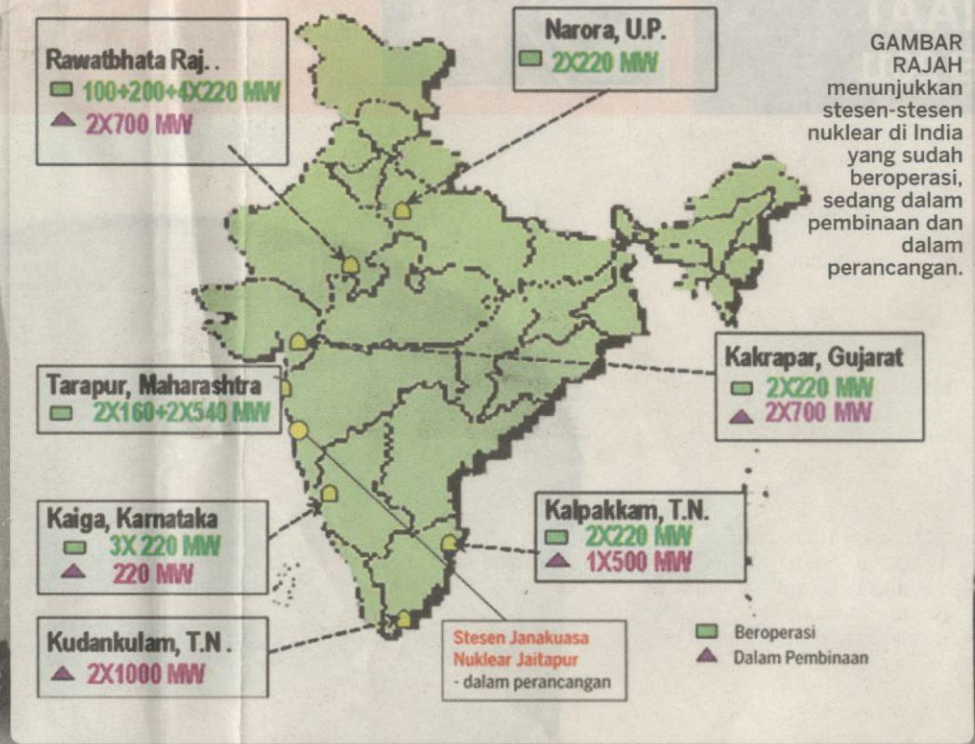 Rawatbhata Raj. .
100+200+4X220 MW
2X700 MW
Narora, U.P.
2X220 MW
GAMBAR
RAJAH
menunjukkan
stesen-stesen
nuklear di India
yang sudah
beroperasi,
sedang dalam
pembinaan dan
dalam
perancangan.
Tarapur, Maharashtra
2X160+2X540 MW
Kakrapar, Gujarat
2X220 MW
2X700 MW
Kaiga, Karnataka
3X 220 MW
220 MW
Kalpakkam, T.N.
2X220 MW
1X500 MW
Kudankulam, T.N.
2X1000 MW
Stesen Janakuasa
Nuklear Jaitapur
- dalam perancangan
Beroperasi
Dalam Pembinaan